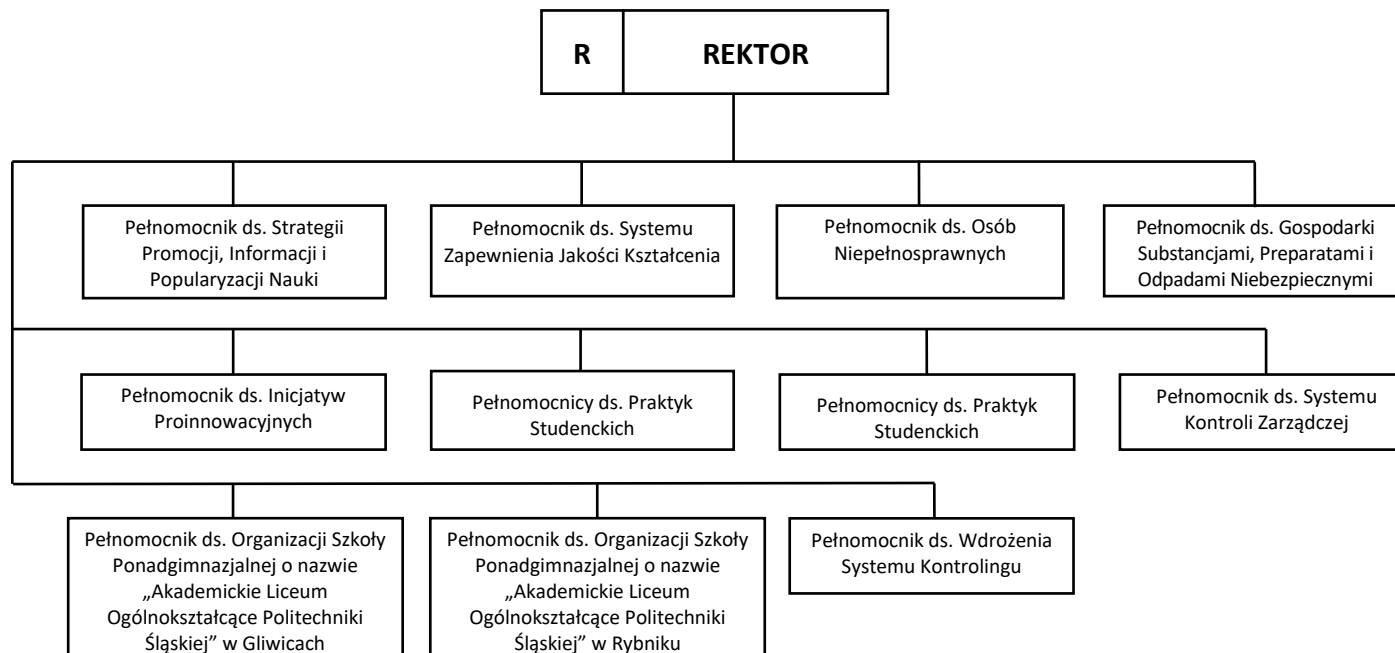 R REKTOR
Pełnomocnik ds. Strategii
Promocji, Informacji i
Popularyzacji Nauki
Pełnomocnik ds. Systemu
Zapewnienia Jakości Kształcenia
Pełnomocnik ds. Osób
Niepełnosprawnych
Pełnomocnik ds. Gospodarki
Substancjami, Preparatami i
Odpadami Niebezpiecznymi
Pełnomocnik ds. Inicjatyw
Proinnowacyjnych
Pełnomocnicy ds. Praktyk
Studenckich
Pełnomocnicy ds. Praktyk
Studenckich
Pełnomocnik ds. Systemu
Kontroli Zarządczej
Pełnomocnik ds. Organizacji Szkoły
Ponadgimnazjalnej o nazwie
„Akademickie Liceum
Ogólnokształcące Politechniki
Śląskiej” w Gliwicach
Pełnomocnik ds. Organizacji Szkoły
Ponadgimnazjalnej o nazwie
„Akademickie Liceum
Ogólnokształcące Politechniki
Śląskiej” w Rybniku
Pełnomocnik ds. Wdrożenia
Systemu Kontrolingu